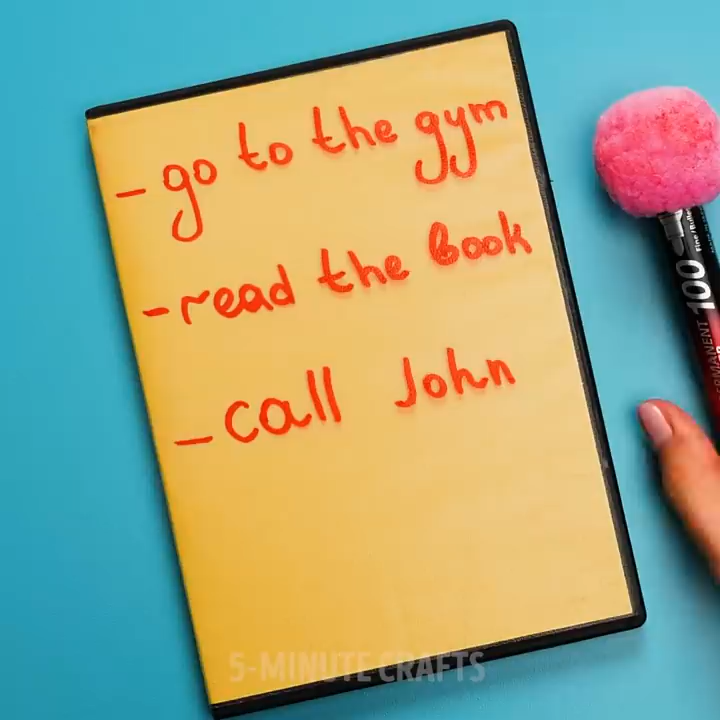 - go to the gym
- read the book
- call John
100
PERMANENT
5-MINUTE CRAFTS